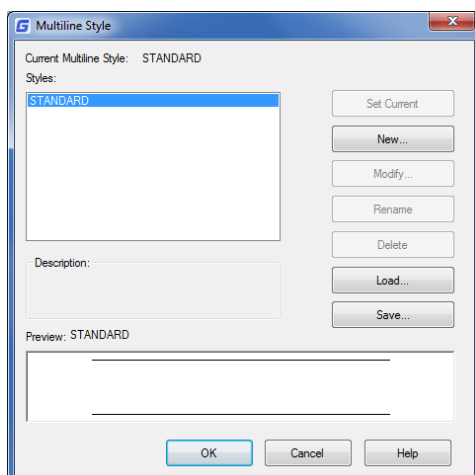 Multiline Style
Current Multiline Style: STANDARD
Styles:
STANDARD
Set Current
New...
Modify...
Rename
Delete
Load...
Save...
Description:
Preview: STANDARD
OK
Cancel
Help